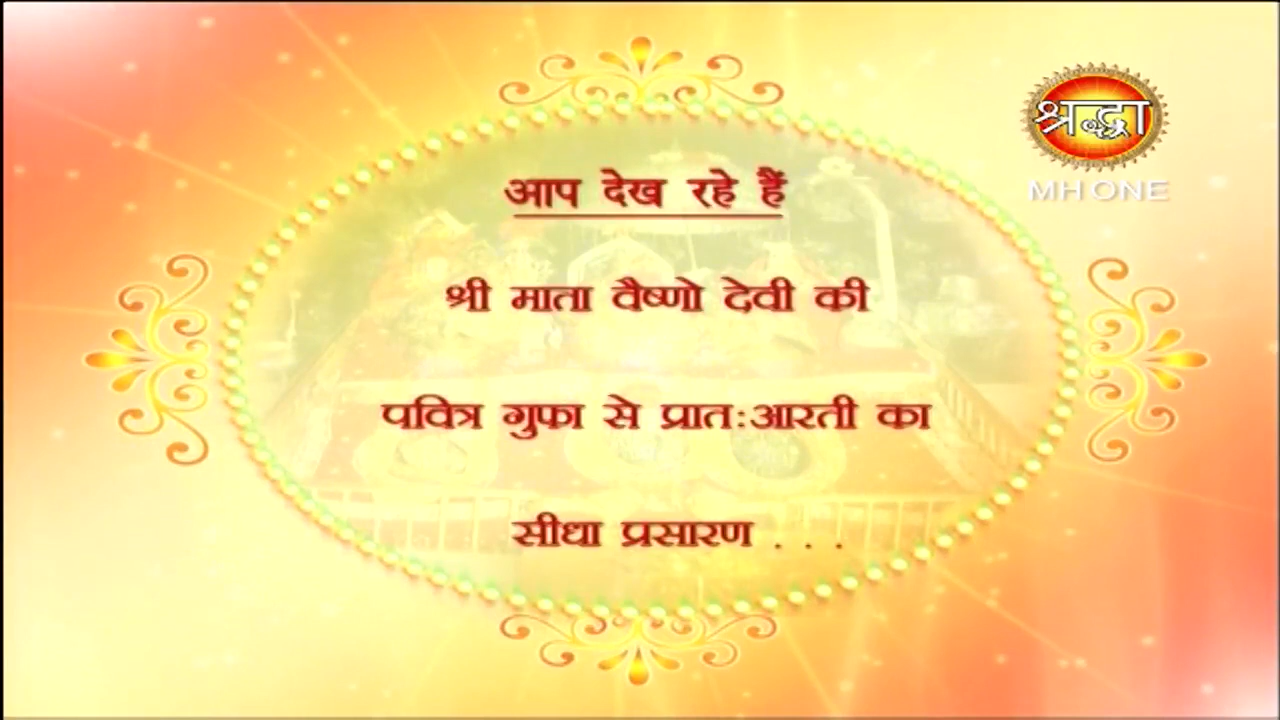 श्रद्धा
MH ONE
आप देख रहे हैं
श्री माता वैष्णो देवी की
पवित्र गुफा से प्रातःआरती का
सीधा प्रसारण . . .